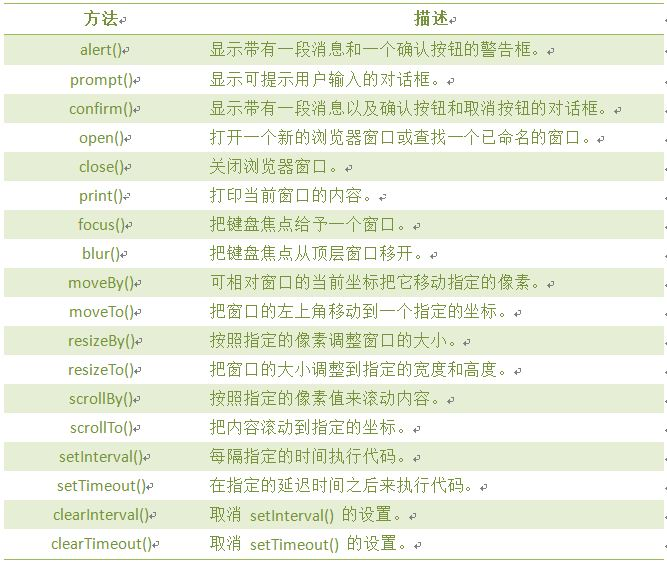 方法 描述
alert() 显示带有一段消息和一个确认按钮的警告框。
prompt() 显示可提示用户输入的对话框。
confirm() 显示带有一段消息以及确认按钮和取消按钮的对话框。
open() 打开一个新的浏览器窗口或查找一个已命名的窗口。
close() 关闭浏览器窗口。
print() 打印当前窗口的内容。
focus() 把键盘焦点给予一个窗口。
blur() 把键盘焦点从顶层窗口移开。
moveBy() 可相对窗口的当前坐标把它移动指定的像素。
moveTo() 把窗口的左上角移动到一个指定的坐标。
resizeBy() 按照指定的像素调整窗口的大小。
resizeTo() 把窗口的大小调整到指定的宽度和高度。
scrollBy() 按照指定的像素值来滚动内容。
scrollTo() 把内容滚动到指定的坐标。
setInterval() 每隔指定的时间执行代码。
setTimeout() 在指定的延迟时间之后来执行代码。
clearInterval() 取消 setInterval() 的设置。
clearTimeout() 取消 setTimeout() 的设置。